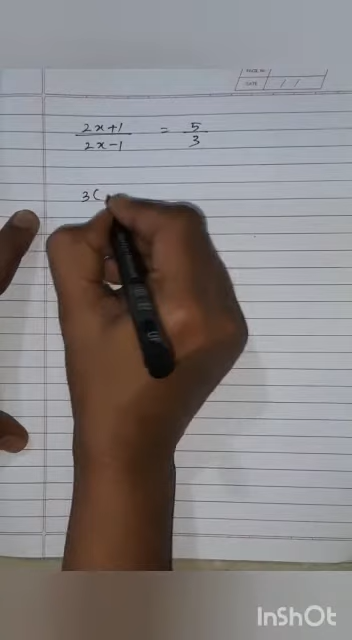 PAGE NO.
DATE / /
2x+1 / 2x-1 = 5 / 3
3(
InShOt